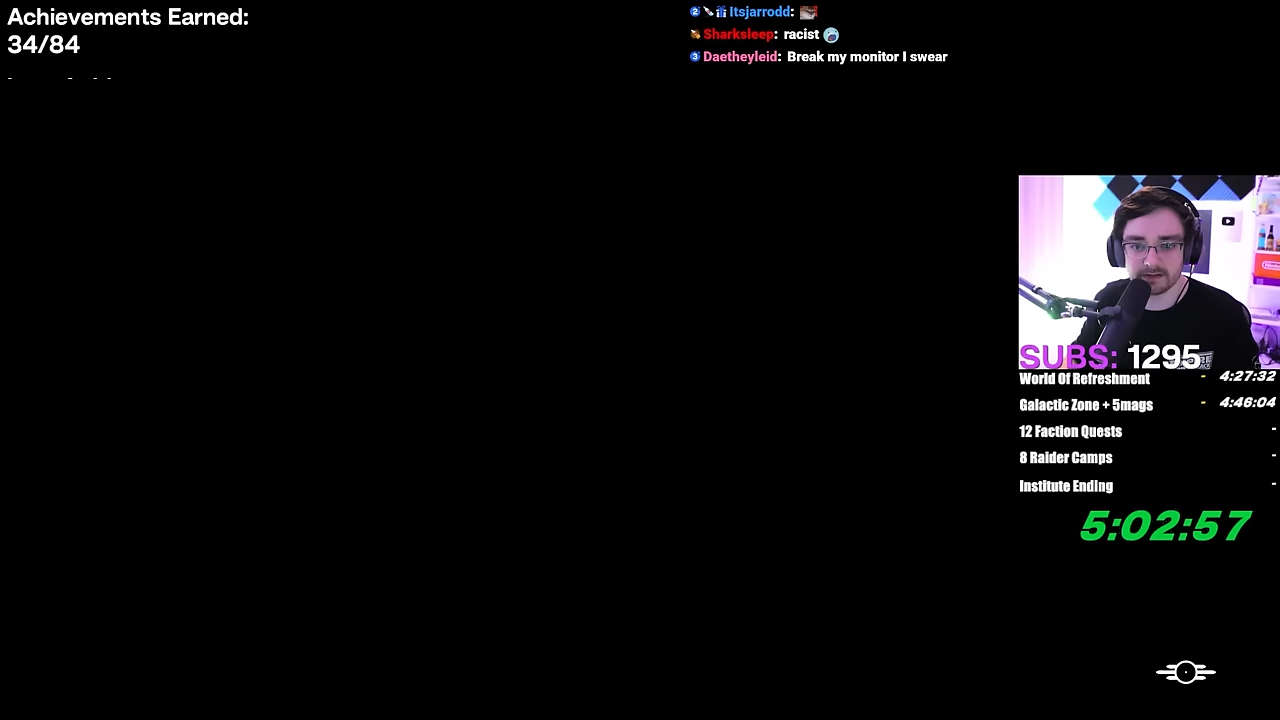 Achievements Earned:
34/84
Itsjarrodd:
Sharksleep: racist
Daetheyleid: Break my monitor I swear
SUBS: 1295
World Of Refreshment - 4:27:32
Galactic Zone + 5mags - 4:46:04
12 Faction Quests -
8 Raider Camps -
Institute Ending -
5:02:57